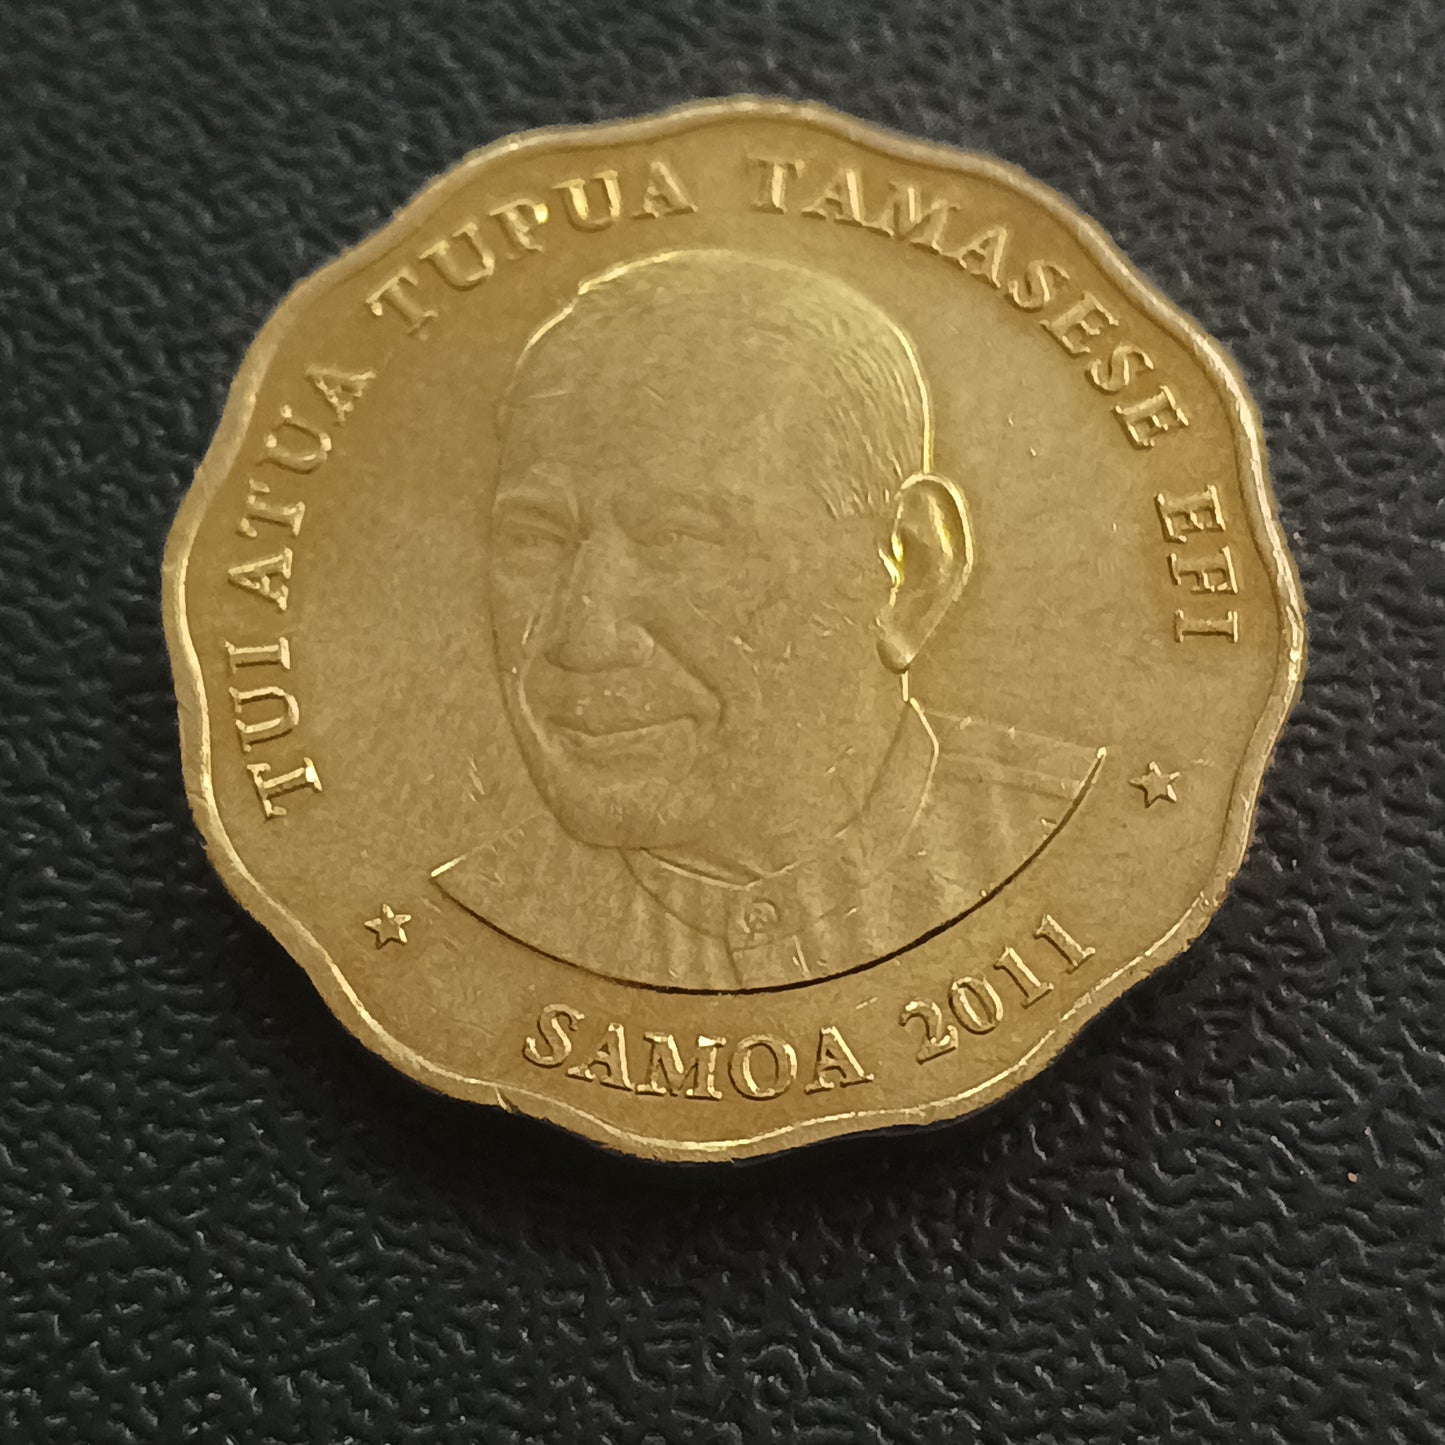 TUI ATUA TUPUA TAMASESE EFI
SAMOA 2011